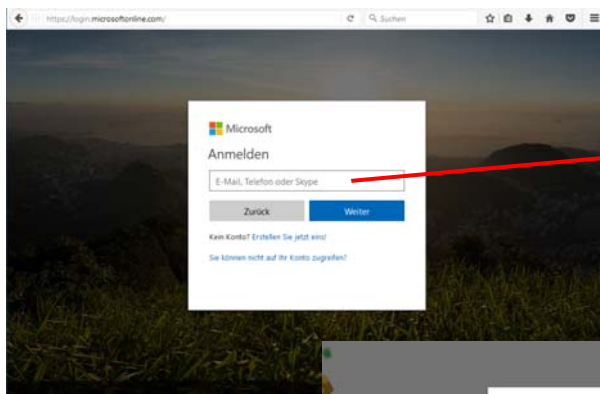 https://login.microsoftonline.com/
Suchen
Microsoft
Anmelden
E-Mail, Telefon oder Skype
Zurück
Weiter
Kein Konto? Erstellen Sie jetzt eins!
Sie können nicht auf Ihr Konto zugreifen?